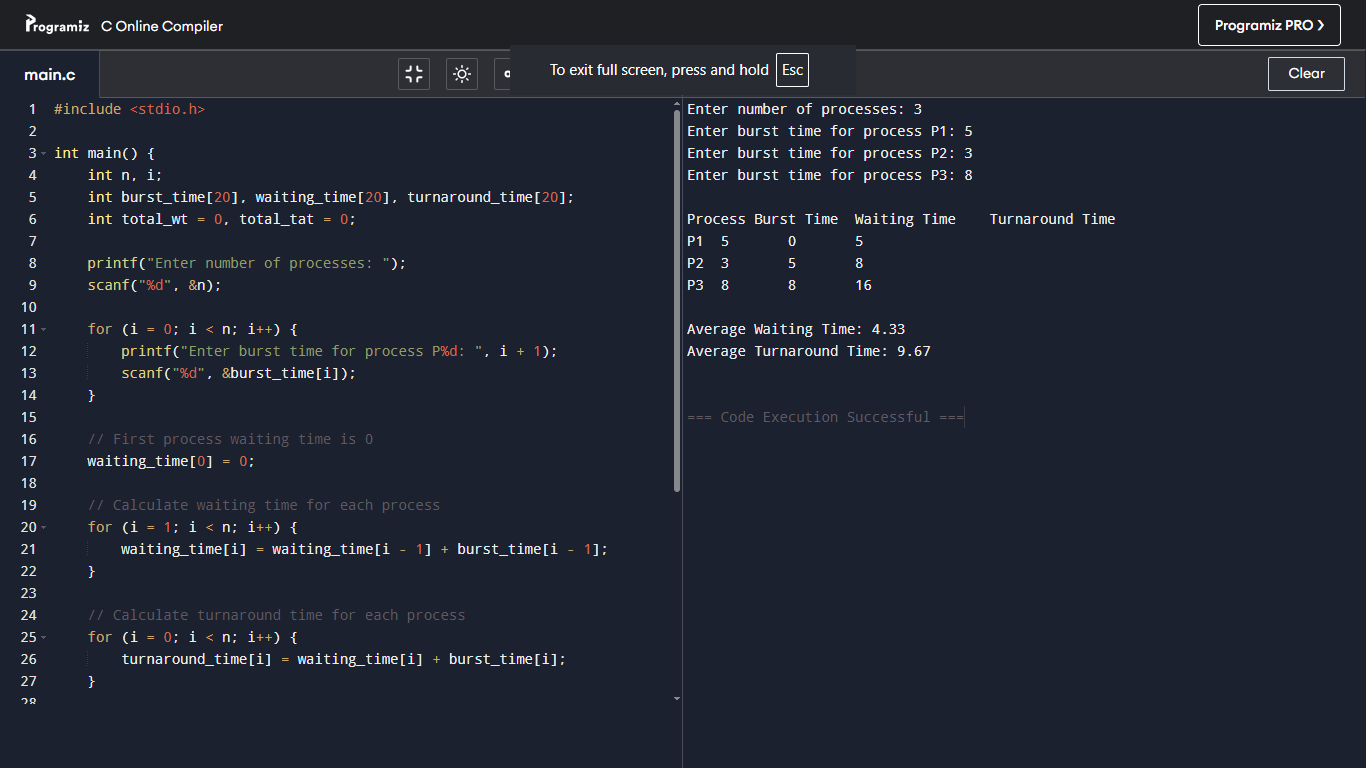 Programiz C Online Compiler
Programiz PRO ❯
To exit full screen, press and hold Esc
main.c
Clear
1 #include <stdio.h>
2
3 int main() {
4     int n, i;
5     int burst_time[20], waiting_time[20], turnaround_time[20];
6     int total_wt = 0, total_tat = 0;
7
8     printf("Enter number of processes: ");
9     scanf("%d", &n);
10
11     for (i = 0; i < n; i++) {
12         printf("Enter burst time for process P%d: ", i + 1);
13         scanf("%d", &burst_time[i]);
14     }
15
16     // First process waiting time is 0
17     waiting_time[0] = 0;
18
19     // Calculate waiting time for each process
20     for (i = 1; i < n; i++) {
21         waiting_time[i] = waiting_time[i - 1] + burst_time[i - 1];
22     }
23
24     // Calculate turnaround time for each process
25     for (i = 0; i < n; i++) {
26         turnaround_time[i] = waiting_time[i] + burst_time[i];
27     }
28
Enter number of processes: 3
Enter burst time for process P1: 5
Enter burst time for process P2: 3
Enter burst time for process P3: 8
Process Burst Time  Waiting Time    Turnaround Time
P1  5       0       5
P2  3       5       8
P3  8       8       16
Average Waiting Time: 4.33
Average Turnaround Time: 9.67
=== Code Execution Successful ===